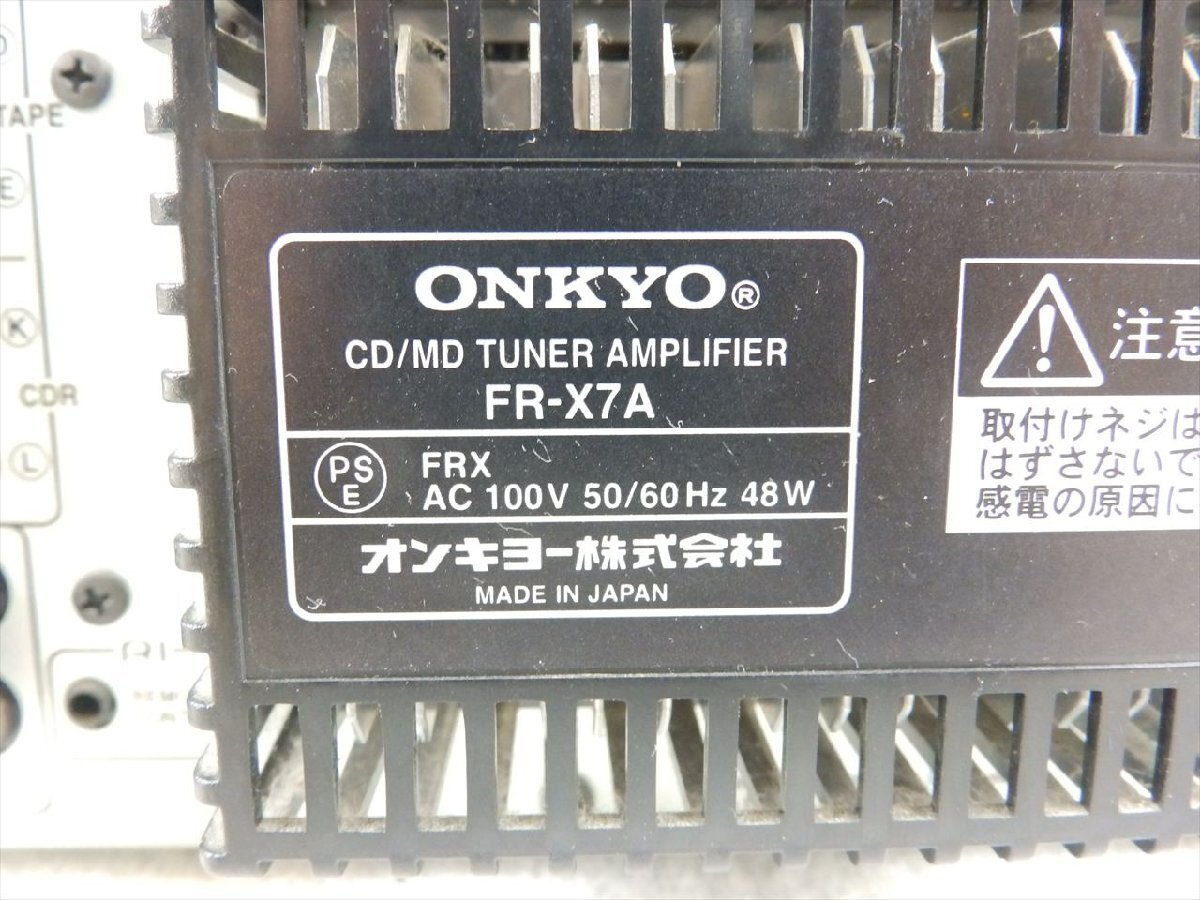 TAPE
E
K
CDR
L
ONKYO®
CD/MD TUNER AMPLIFIER
FR-X7A
PSE
FRX
AC 100V 50/60Hz 48W
オンキヨー株式会社
MADE IN JAPAN
注意
取付けネジは
はずさないで
感電の原因に